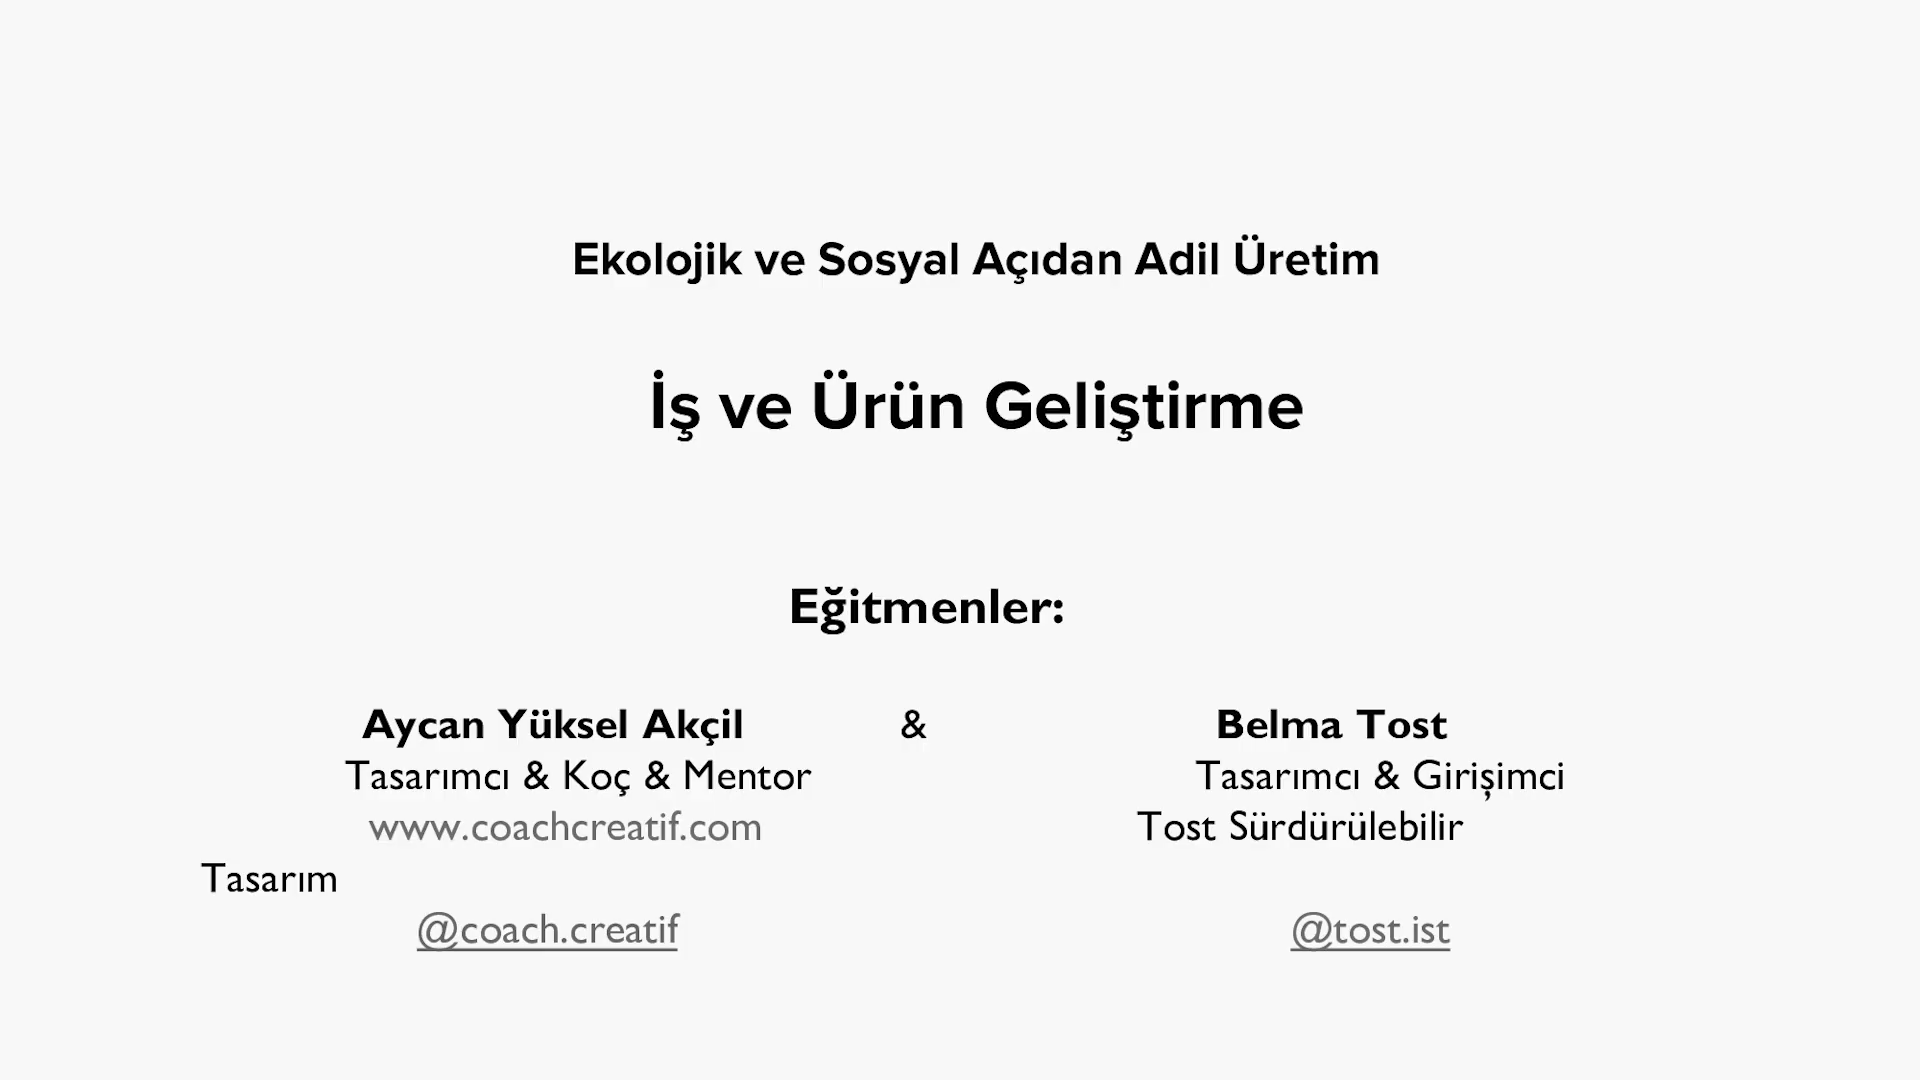 Ekolojik ve Sosyal Açıdan Adil Üretim
İş ve Ürün Geliştirme
Eğitmenler:
Aycan Yüksel Akçil & Belma Tost
Tasarımcı & Koç & Mentor Tasarımcı & Girişimci
www.coachcreatif.com Tost Sürdürülebilir
Tasarım
@coach.creatif @tost.ist